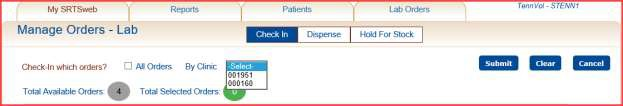 My SRTSweb Reports Patients Lab Orders TennVol - STENN1
Manage Orders - Lab
Check In Dispense Hold For Stock
Check-In which orders? All Orders By Clinic: -Select- Submit Clear Cancel
001951
000160
Total Available Orders: 4 Total Selected Orders: 0